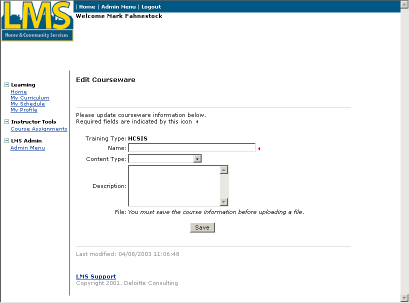 LMS
Home & Community Services
| Home | Admin Menu | Logout
Welcome Mark Fahnestock
Learning
Home
My Curriculum
My Schedule
My Profile
Instructor Tools
Course Assignments
LMS Admin
Admin Menu
Edit Courseware
Please update courseware information below.
Required fields are indicated by this icon
Training Type: HCSIS
Name:
Content Type:
Description:
File: You must save the course information before uploading a file.
Save
Last modified: 04/08/2003 11:06:48
LMS Support
Copyright 2001, Deloitte Consulting